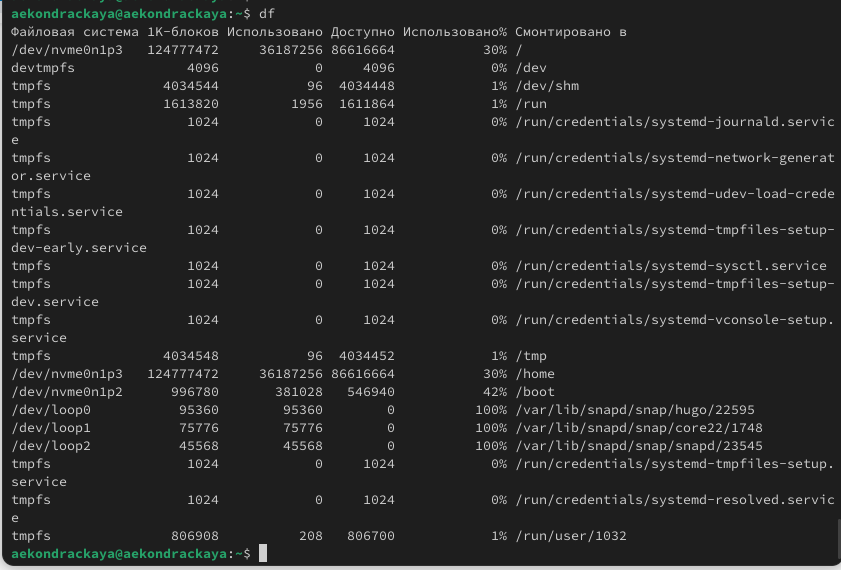 aekondrackaya@aekondrackaya:~$ df
Файловая система 1K-блоков Использовано Доступно Использовано% Смонтировано в
/dev/nvme0n1p3   124777472     36187256 86616664           30% /
devtmpfs              4096            0     4096            0% /dev
tmpfs              4034544           96  4034448            1% /dev/shm
tmpfs              1613820         1956  1611864            1% /run
tmpfs                 1024            0     1024            0% /run/credentials/systemd-journald.servic
e
tmpfs                 1024            0     1024            0% /run/credentials/systemd-network-generat
or.service
tmpfs                 1024            0     1024            0% /run/credentials/systemd-udev-load-crede
ntials.service
tmpfs                 1024            0     1024            0% /run/credentials/systemd-tmpfiles-setup-
dev-early.service
tmpfs                 1024            0     1024            0% /run/credentials/systemd-sysctl.service
tmpfs                 1024            0     1024            0% /run/credentials/systemd-tmpfiles-setup-
dev.service
tmpfs                 1024            0     1024            0% /run/credentials/systemd-vconsole-setup.
service
tmpfs              4034548           96  4034452            1% /tmp
/dev/nvme0n1p3   124777472     36187256 86616664           30% /home
/dev/nvme0n1p2      996780       381028   546940           42% /boot
/dev/loop0           95360        95360        0          100% /var/lib/snapd/snap/hugo/22595
/dev/loop1           75776        75776        0          100% /var/lib/snapd/snap/core22/1748
/dev/loop2           45568        45568        0          100% /var/lib/snapd/snap/snapd/23545
tmpfs                 1024            0     1024            0% /run/credentials/systemd-tmpfiles-setup.
service
tmpfs                 1024            0     1024            0% /run/credentials/systemd-resolved.servic
e
tmpfs               806908          208   806700            1% /run/user/1032
aekondrackaya@aekondrackaya:~$